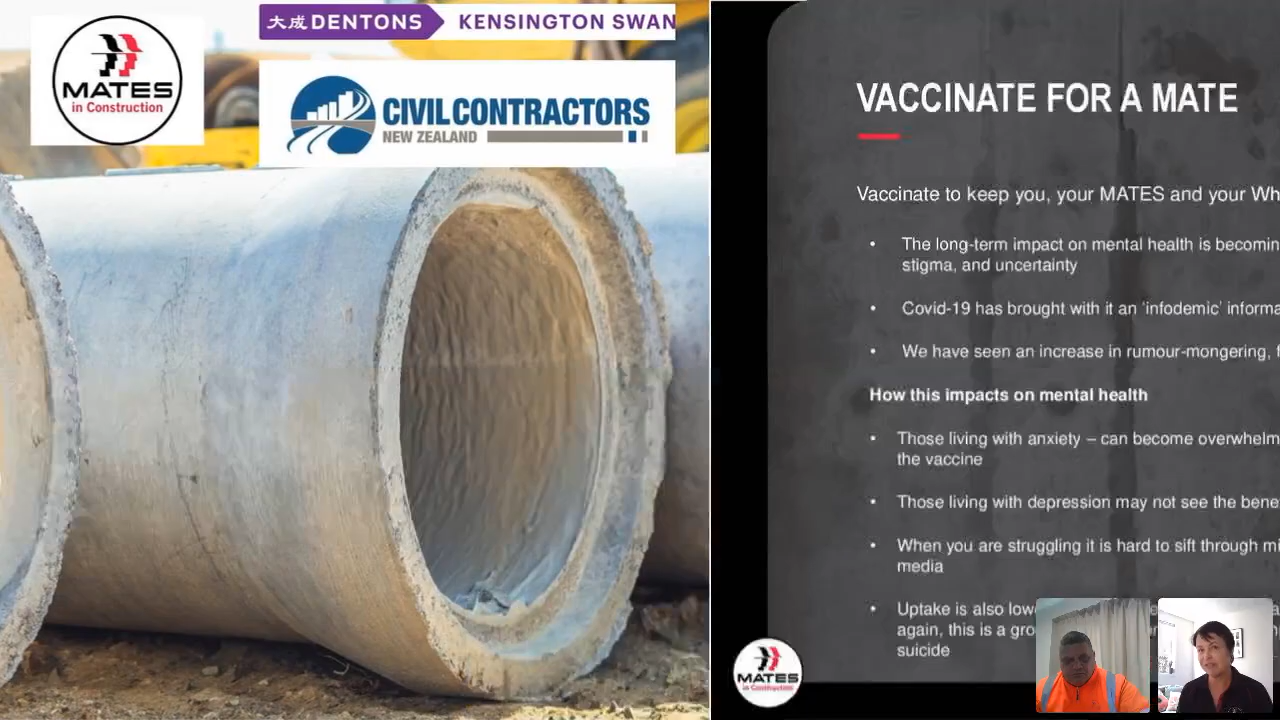 MATES
in Construction
大成 DENTONS KENSINGTON SWAN
CIVIL CONTRACTORS
NEW ZEALAND
VACCINATE FOR A MATE
Vaccinate to keep you, your MATES and your Wh
• The long-term impact on mental health is becomin
stigma, and uncertainty
• Covid-19 has brought with it an 'infodemic' informa
• We have seen an increase in rumour-mongering, f
How this impacts on mental health
• Those living with anxiety – can become overwhelm
the vaccine
• Those living with depression may not see the bene
• When you are struggling it is hard to sift through mi
media
• Uptake is also low
again, this is a gro
suicide
MATES
in Construction